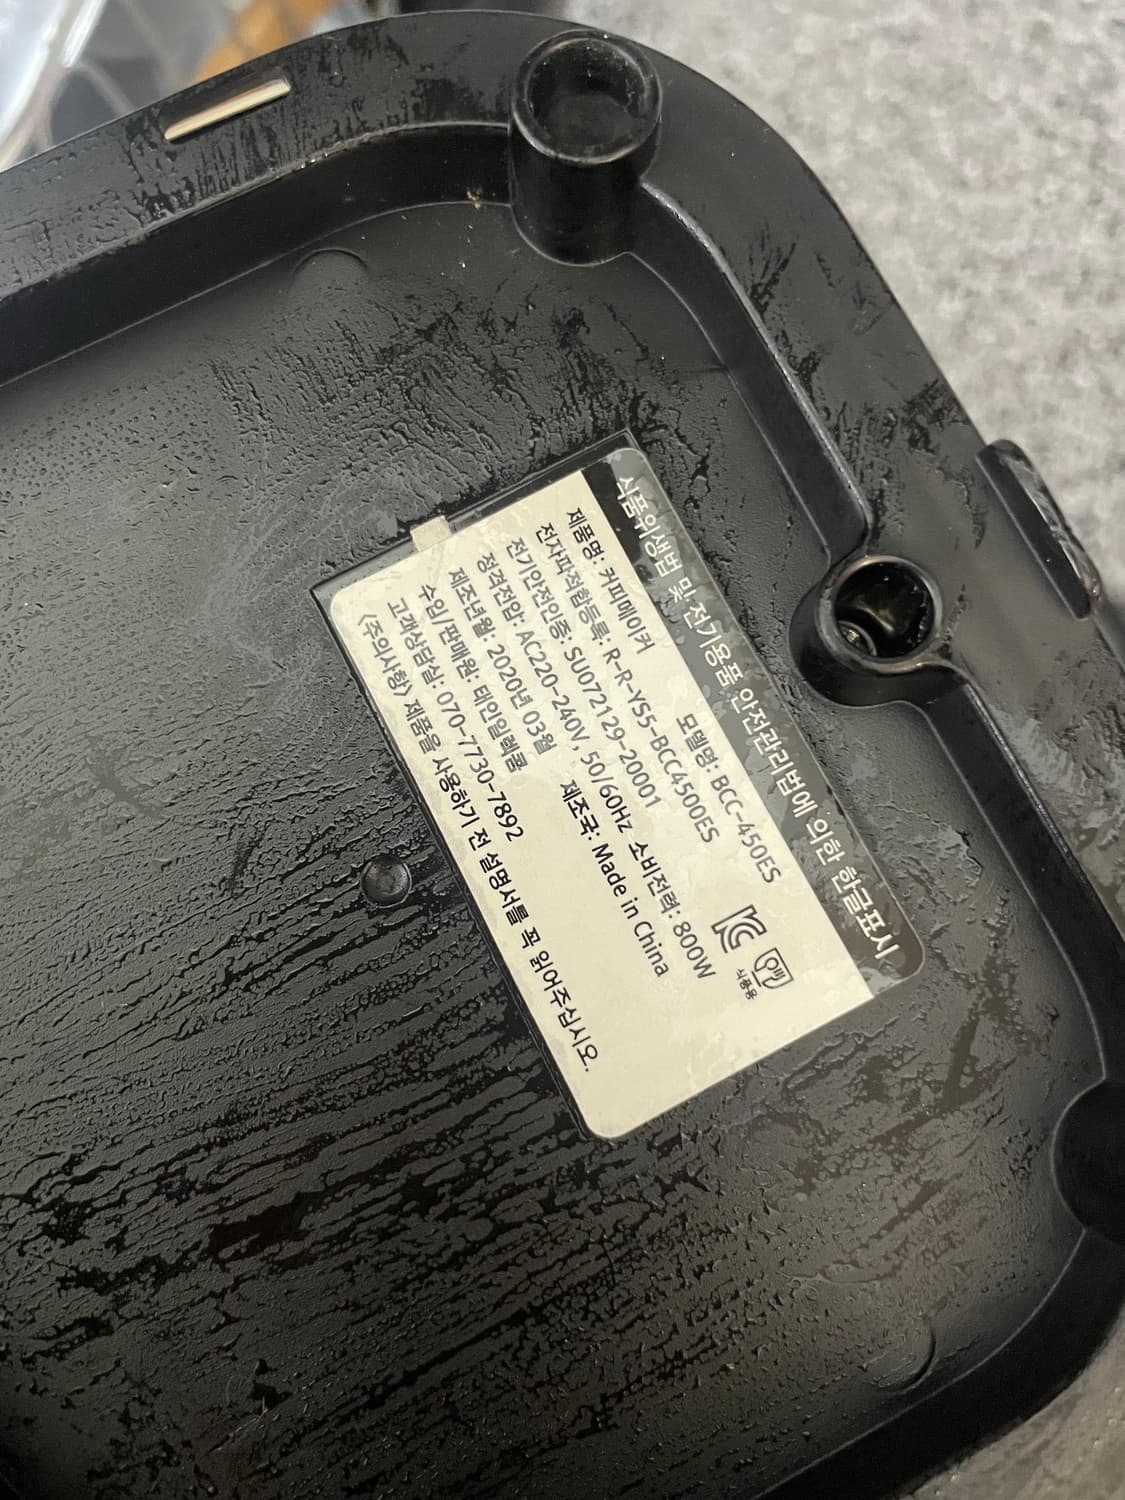 식품위생법 및 전기용품 안전관리법에 의한 한글표시
제품명: 커피메이커 모델명: BCC-450ES
전자파적합등록: R-R-YS5-BCC4500ES
전기안전인증: SU072129-20001
정격전압: AC220-240V, 50/60Hz 소비전력: 800W
제조년월: 2020년 03월 제조국: Made in China
수입/판매원: 태인일렉콤
고객상담실: 070-7730-7892
<주의사항> 제품을 사용하기 전 설명서를 꼭 읽어주십시오.
식품용